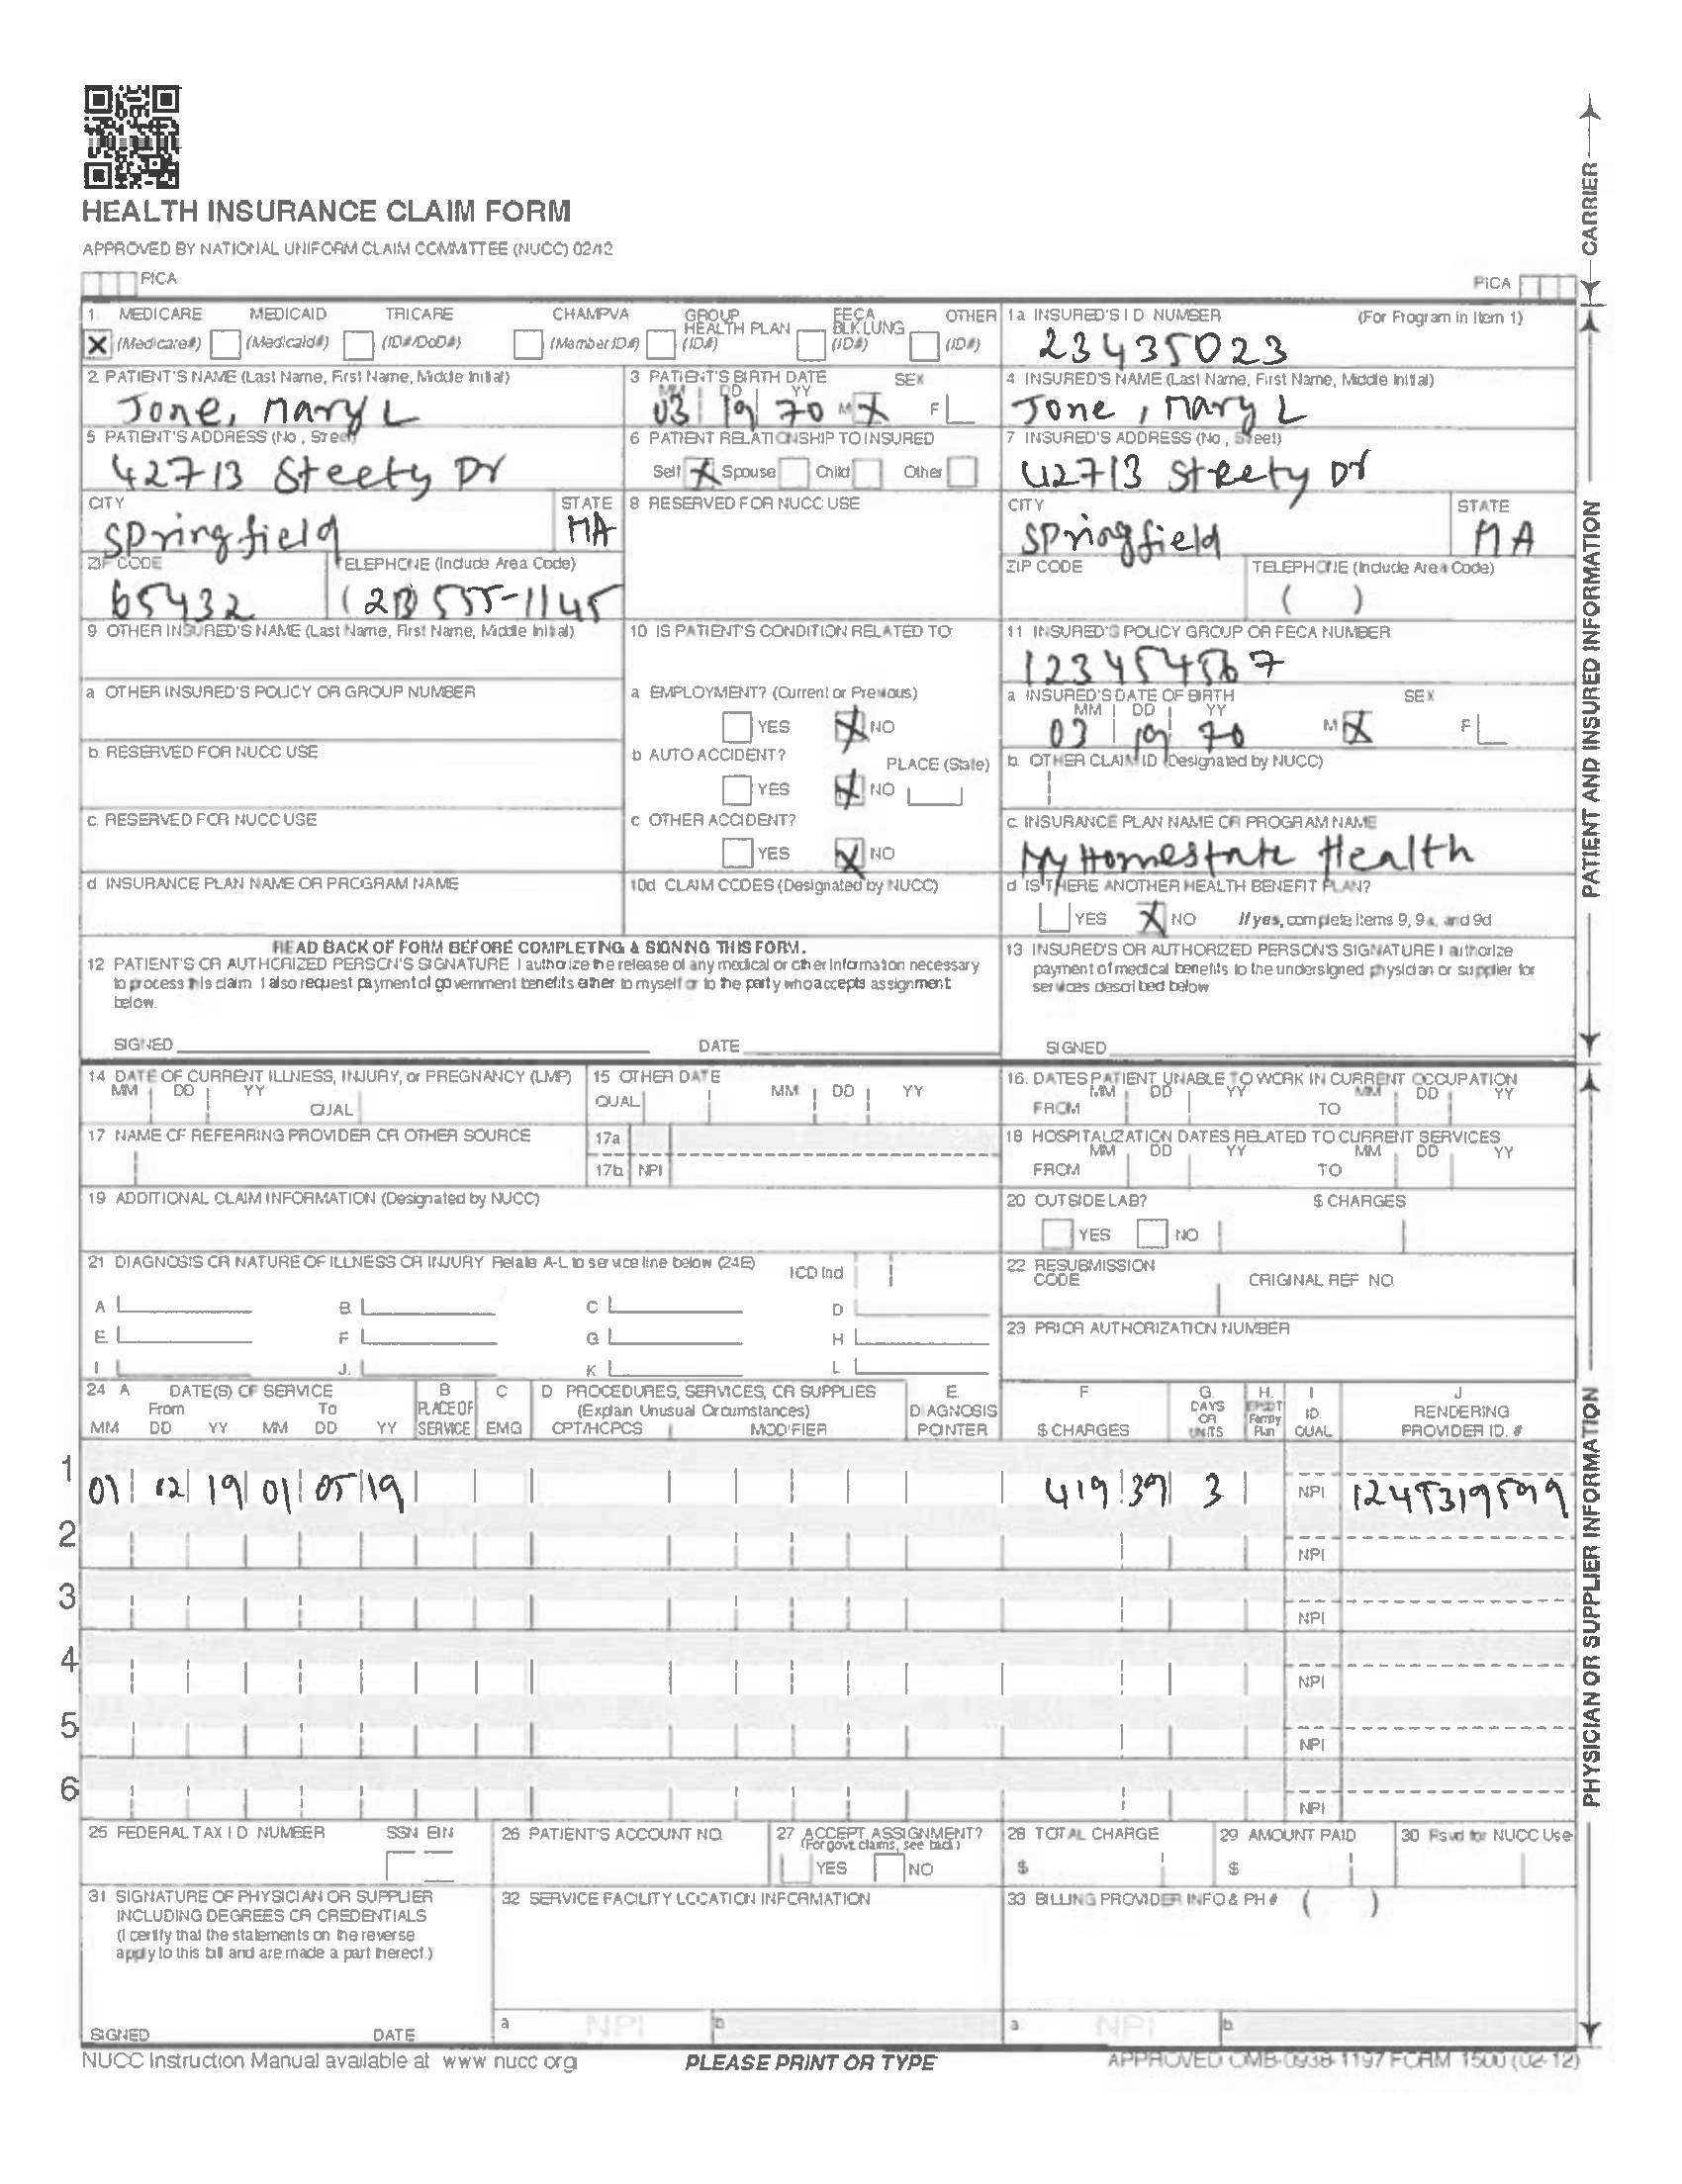 HEALTH INSURANCE CLAIM FORM
APPROVED BY NATIONAL UNIFORM CLAIM COMMITTEE (NUCC) 02/12
PICA
PICA
CARRIER
1. MEDICARE MEDICAID TRICARE CHAMPVA GROUP HEALTH PLAN FECA BLK LUNG OTHER
X (Medicare#) (Medicaid#) (ID#/DoD#) (Member ID#) (ID#) (ID#) (ID#)
1a INSURED'S I D NUMBER (For Program in Item 1)
23435023
2. PATIENT'S NAME (Last Name, First Name, Middle Initial)
Jone, Mary L
3 PATIENT'S BIRTH DATE SEX
MM DD YY
03 19 70 M X F
4 INSURED'S NAME (Last Name, First Name, Middle Initial)
Jone, Mary L
5 PATIENT'S ADDRESS (No , Street)
42713 Steety Dr
6 PATIENT RELATIONSHIP TO INSURED
Self X Spouse Child Other
7 INSURED'S ADDRESS (No , Street)
42713 Streety Dr
CITY STATE
Springfield MA
8 RESERVED FOR NUCC USE
CITY STATE
Springfield MA
ZIP CODE TELEPHONE (Include Area Code)
65432 (213) 555-1145
ZIP CODE TELEPHONE (Include Area Code)
( )
9 OTHER INSURED'S NAME (Last Name, First Name, Middle Initial)
10 IS PATIENT'S CONDITION RELATED TO:
11 INSURED'S POLICY GROUP OR FECA NUMBER
a OTHER INSURED'S POLICY OR GROUP NUMBER
a EMPLOYMENT? (Current or Previous)
YES X NO
a INSURED'S DATE OF BIRTH SEX
MM DD YY
03 19 70 M X F
b. RESERVED FOR NUCC USE
b AUTO ACCIDENT? PLACE (State)
YES X NO
b. OTHER CLAIM ID (Designated by NUCC)
c. RESERVED FOR NUCC USE
c OTHER ACCIDENT?
YES X NO
c. INSURANCE PLAN NAME OR PROGRAM NAME
My Homestate Health
d INSURANCE PLAN NAME OR PROGRAM NAME
10d CLAIM CODES (Designated by NUCC)
d IS THERE ANOTHER HEALTH BENEFIT PLAN?
YES X NO If yes, complete items 9, 9a, and 9d
READ BACK OF FORM BEFORE COMPLETING & SIGNING THIS FORM.
12 PATIENT'S OR AUTHORIZED PERSON'S SIGNATURE I authorize the release of any medical or other information necessary
to process this claim I also request payment of government benefits either to myself or to the party who accepts assignment
below.
SIGNED DATE
13 INSURED'S OR AUTHORIZED PERSON'S SIGNATURE I authorize
payment of medical benefits to the undersigned physician or supplier for
services described below
SIGNED
PATIENT AND INSURED INFORMATION
14 DATE OF CURRENT ILLNESS, INJURY, or PREGNANCY (LMP)
MM DD YY QUAL
15 OTHER DATE
QUAL MM DD YY
16. DATES PATIENT UNABLE TO WORK IN CURRENT OCCUPATION
MM DD YY MM DD YY
FROM TO
17 NAME OF REFERRING PROVIDER OR OTHER SOURCE
17a
17b NPI
18 HOSPITALIZATION DATES RELATED TO CURRENT SERVICES
MM DD YY MM DD YY
FROM TO
19 ADDITIONAL CLAIM INFORMATION (Designated by NUCC)
20 OUTSIDE LAB? $ CHARGES
YES NO
21 DIAGNOSIS OR NATURE OF ILLNESS OR INJURY Relate A-L to service line below (24E) ICD Ind
A B. C D
E. F G H
I J. K L
22 RESUBMISSION CODE ORIGINAL REF NO.
23 PRIOR AUTHORIZATION NUMBER
24 A DATE(S) OF SERVICE B C D PROCEDURES, SERVICES, OR SUPPLIES E. F G. H. I J
From To PLACE OF (Explain Unusual Circumstances) DIAGNOSIS DAYS OR EPSDT Family ID. RENDERING
MM DD YY MM DD YY SERVICE EMG CPT/HCPCS MODIFIER POINTER $ CHARGES UNITS Plan QUAL PROVIDER ID. #
1 01 02 19 01 05 19 419 39 3 NPI
2 NPI
3 NPI
4 NPI
5 NPI
6 NPI
25 FEDERAL TAX I D NUMBER SSN EIN
26 PATIENT'S ACCOUNT NO.
27 ACCEPT ASSIGNMENT?
(For govt. claims, see back)
YES NO
28 TOTAL CHARGE
$
29 AMOUNT PAID
$
30 Rsvd for NUCC Use
31 SIGNATURE OF PHYSICIAN OR SUPPLIER
INCLUDING DEGREES OR CREDENTIALS
(I certify that the statements on the reverse
apply to this bill and are made a part thereof.)
SIGNED DATE
32 SERVICE FACILITY LOCATION INFORMATION
a NPI b.
33 BILLING PROVIDER INFO & PH # ( )
a. NPI b.
PHYSICIAN OR SUPPLIER INFORMATION
NUCC Instruction Manual available at www nucc org
PLEASE PRINT OR TYPE
APPROVED OMB-0938-1197 FORM 1500 (02-12)